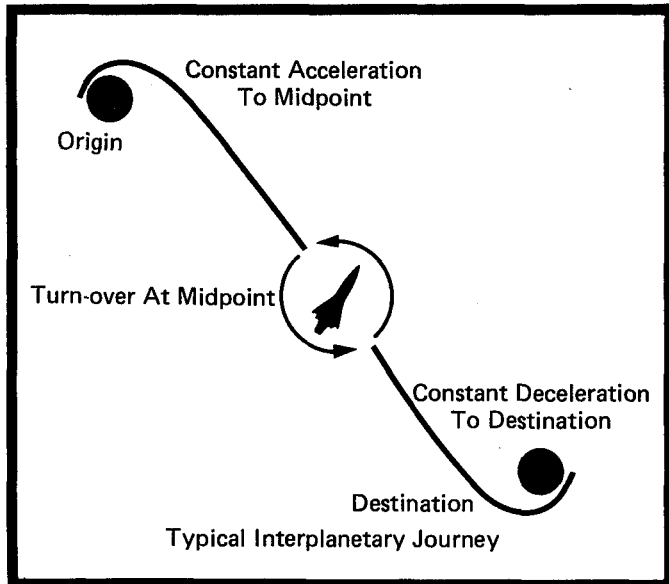 Constant Acceleration
To Midpoint
Origin
Turn-over At Midpoint
Constant Deceleration
To Destination
Destination
Typical Interplanetary Journey